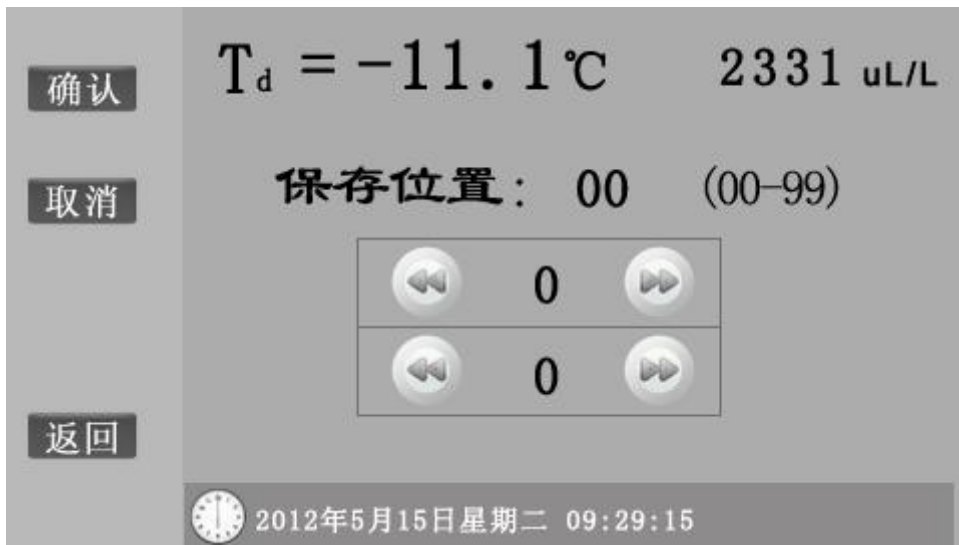 确认
取消
返回
Td = -11.1℃ 2331 uL/L
保存位置: 00 (00-99)
0
0
2012年5月15日星期二 09:29:15